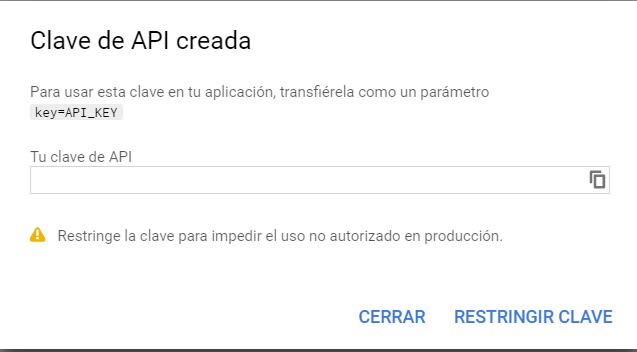 Clave de API creada
Para usar esta clave en tu aplicación, transfiérela como un parámetro
key=API_KEY
Tu clave de API
Restringe la clave para impedir el uso no autorizado en producción.
CERRAR RESTRINGIR CLAVE